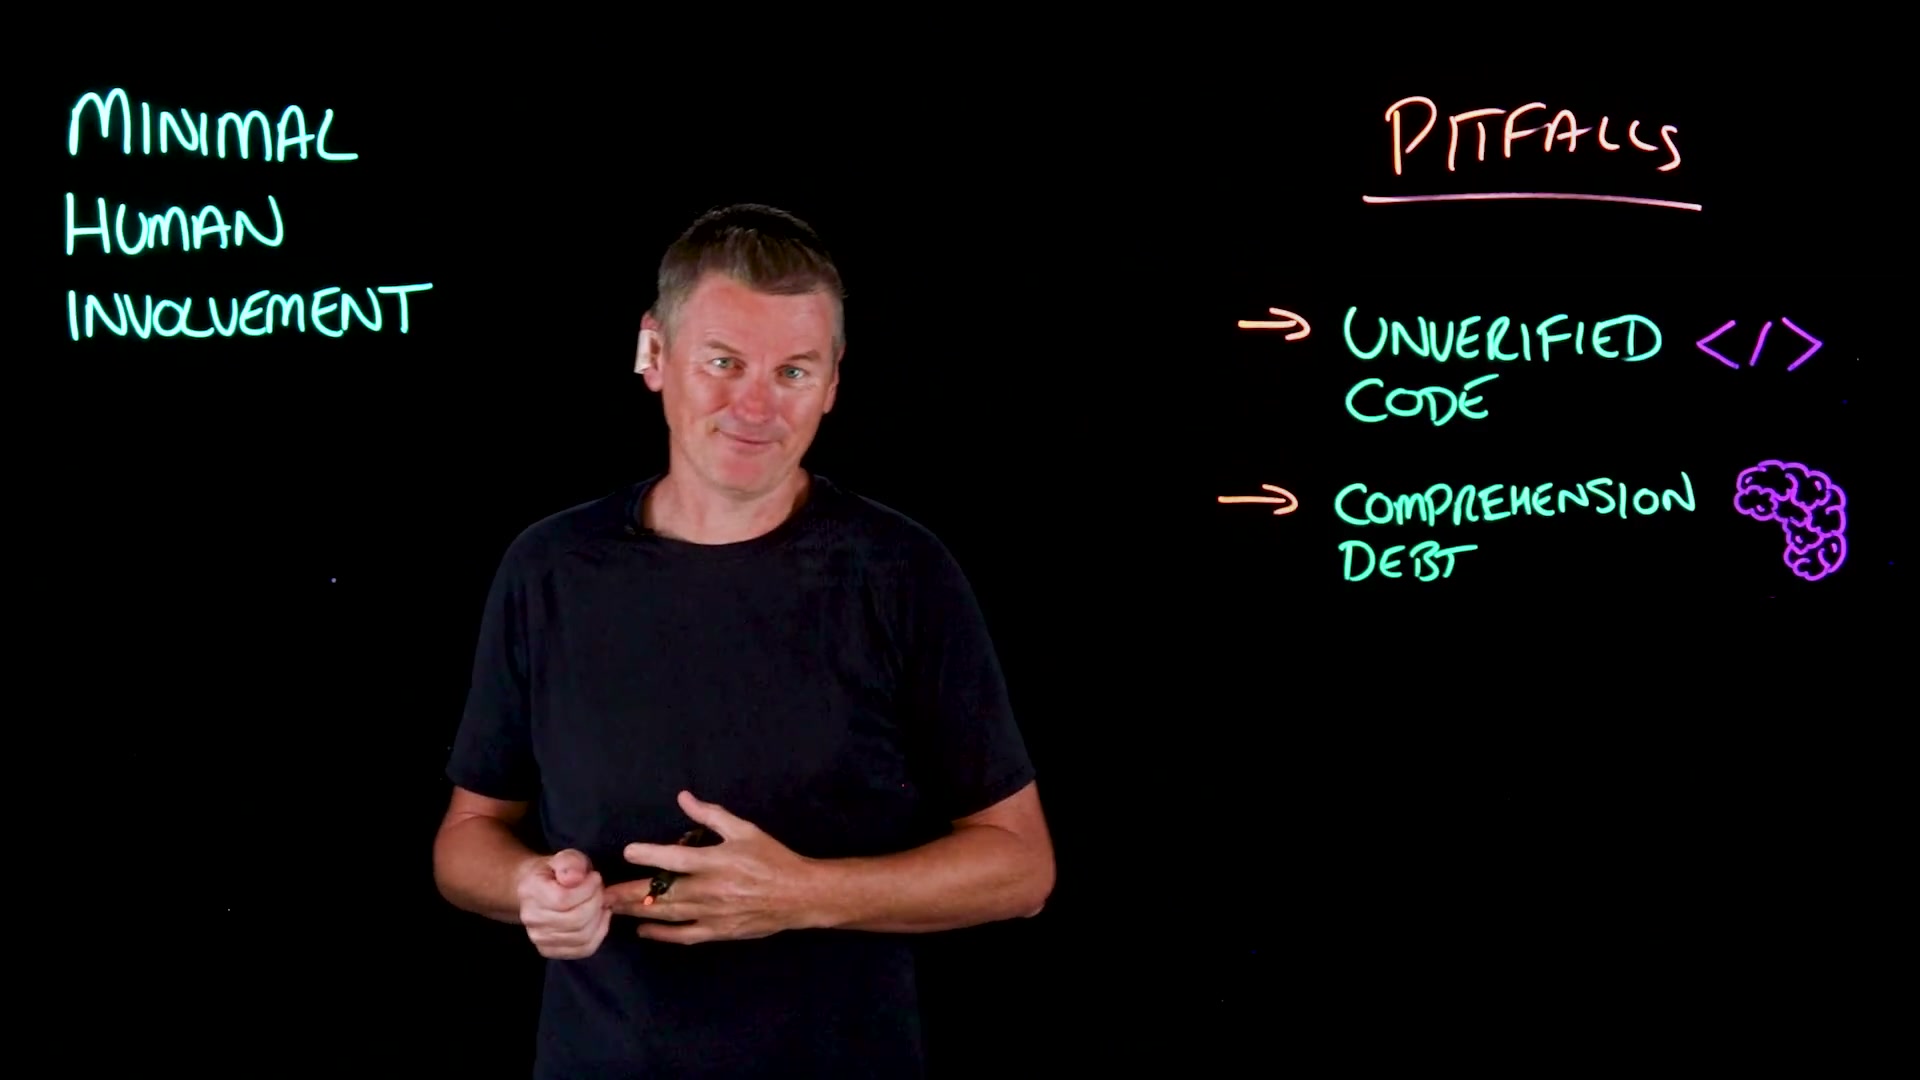 MINIMAL
HUMAN
INVOLVEMENT
PITFALLS
→ UNVERIFIED </>
CODE
→ COMPREHENSION
DEBT